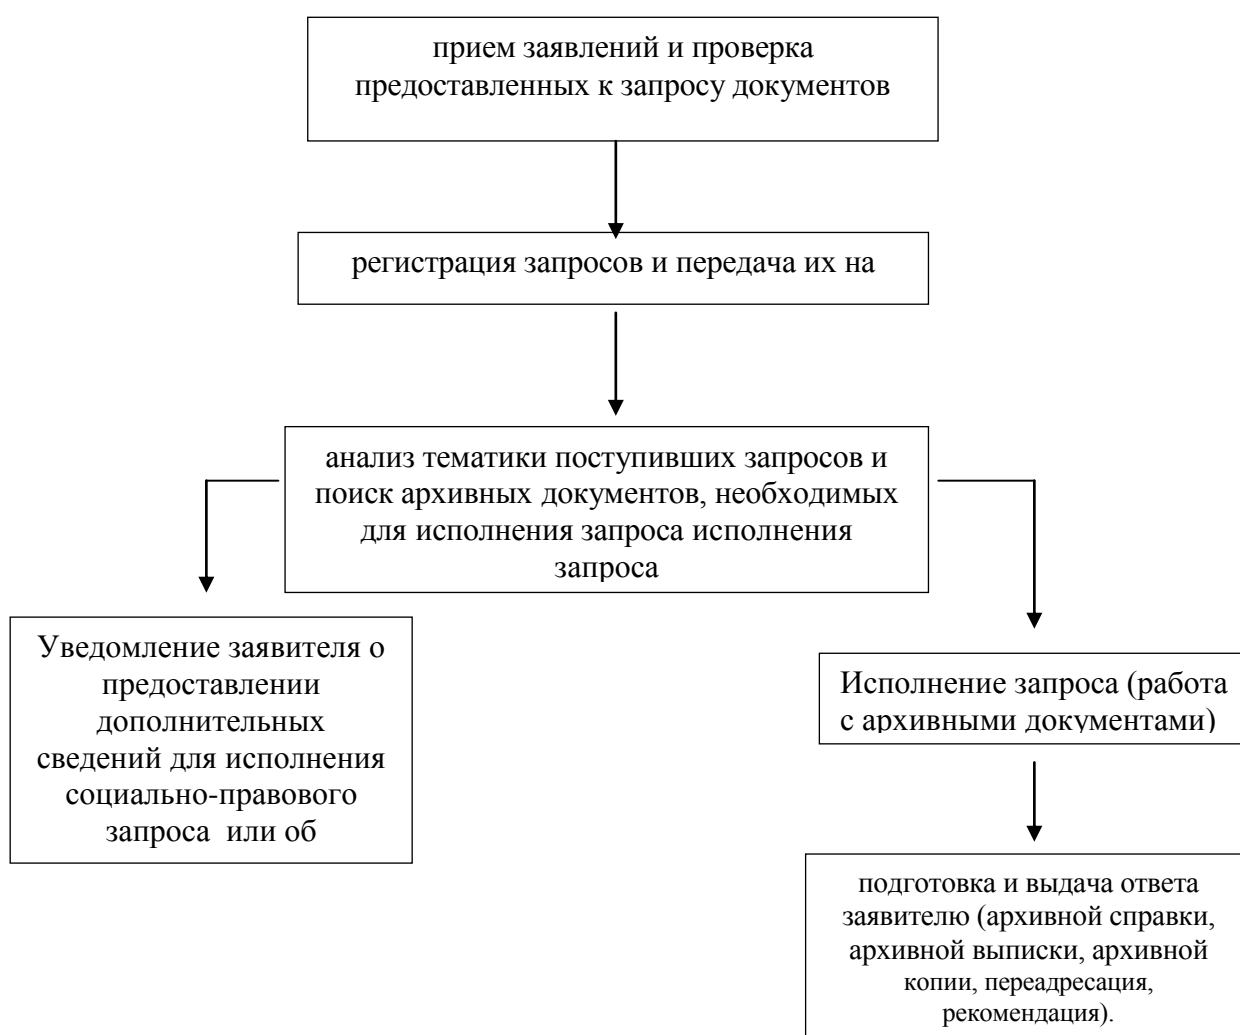 прием заявлений и проверка
предоставленных к запросу документов
регистрация запросов и передача их на
анализ тематики поступивших запросов и
поиск архивных документов, необходимых
для исполнения запроса исполнения
запроса
Уведомление заявителя о
предоставлении
дополнительных
сведений для исполнения
социально-правового
запроса  или об
Исполнение запроса (работа
с архивными документами)
подготовка и выдача ответа
заявителю (архивной справки,
архивной выписки, архивной
копии, переадресация,
рекомендация).